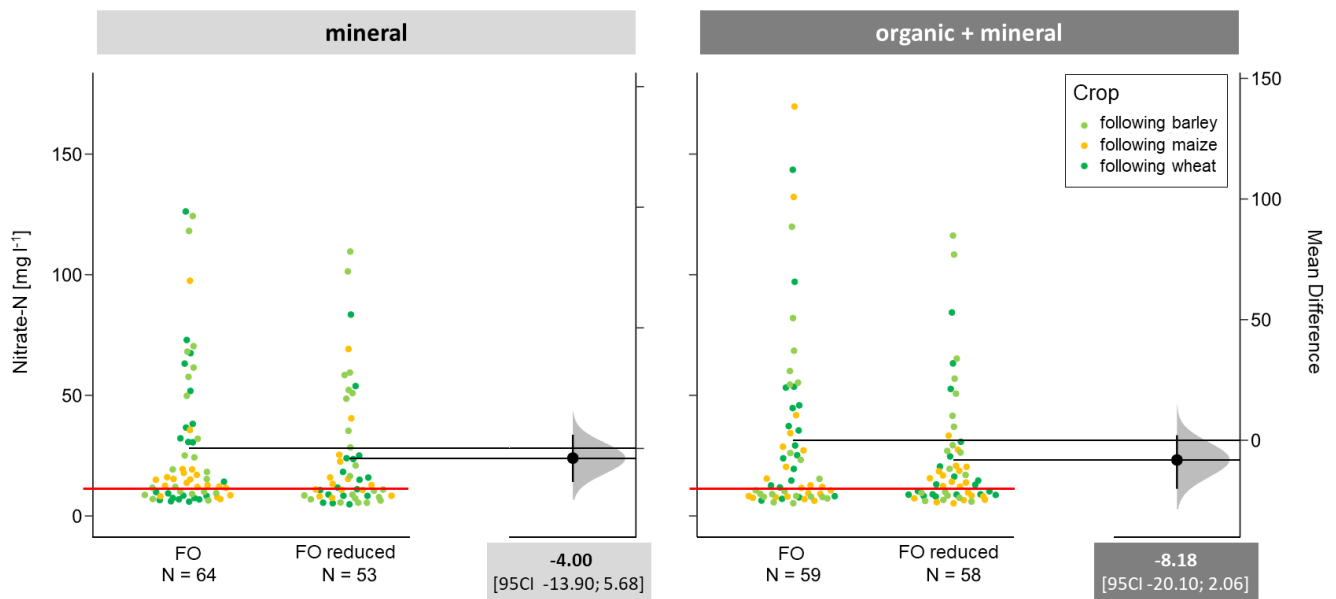 mineral
organic + mineral
Nitrate-N [mg l⁻¹]
150
100
50
0
FO
N = 64
FO reduced
N = 53
-4.00
[95CI -13.90; 5.68]
Crop
following barley
following maize
following wheat
150
100
50
0
Mean Difference
FO
N = 59
FO reduced
N = 58
-8.18
[95CI -20.10; 2.06]